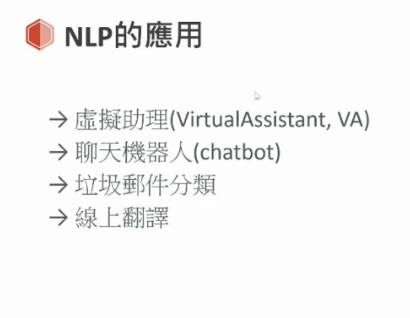 NLP的應用
→ 虛擬助理(VirtualAssistant, VA)
→ 聊天機器人(chatbot)
→ 垃圾郵件分類
→ 線上翻譯